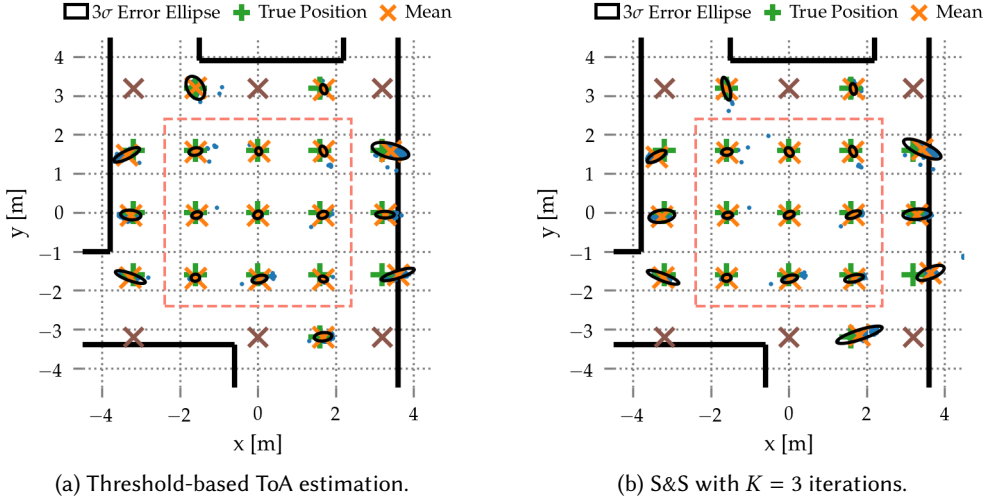 3σ Error Ellipse True Position Mean
4
3
2
1
0
−1
−2
−3
−4
y [m]
−4 −2 0 2 4
x [m]
(a) Threshold-based ToA estimation.
3σ Error Ellipse True Position Mean
4
3
2
1
0
−1
−2
−3
−4
y [m]
−4 −2 0 2 4
x [m]
(b) S&S with K = 3 iterations.